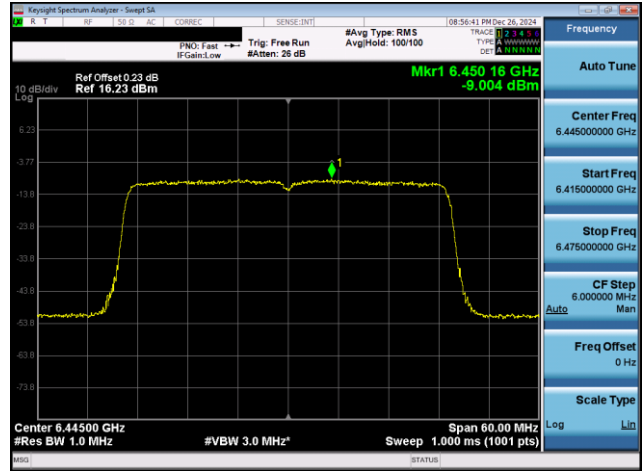 Keysight Spectrum Analyzer - Swept SA
R T RF 50 Ω AC CORREC SENSE:INT 08:56:41 PM Dec 26, 2024
#Avg Type: RMS TRACE 1 2 3 4 5 6
PNO: Fast Trig: Free Run Avg|Hold: 100/100 TYPE A WWWWW
IFGain:Low #Atten: 26 dB DET A N N N N N
Ref Offset 0.23 dB Mkr1 6.450 16 GHz
10 dB/div Ref 16.23 dBm -9.004 dBm
Log
6.23
-3.77
1
-13.8
-23.8
-33.8
-43.8
-53.8
-63.8
-73.8
Center 6.44500 GHz Span 60.00 MHz
#Res BW 1.0 MHz #VBW 3.0 MHz* Sweep 1.000 ms (1001 pts)
MSG STATUS
Frequency
Auto Tune
Center Freq
6.445000000 GHz
Start Freq
6.415000000 GHz
Stop Freq
6.475000000 GHz
CF Step
6.000000 MHz
Auto Man
Freq Offset
0 Hz
Scale Type
Log Lin